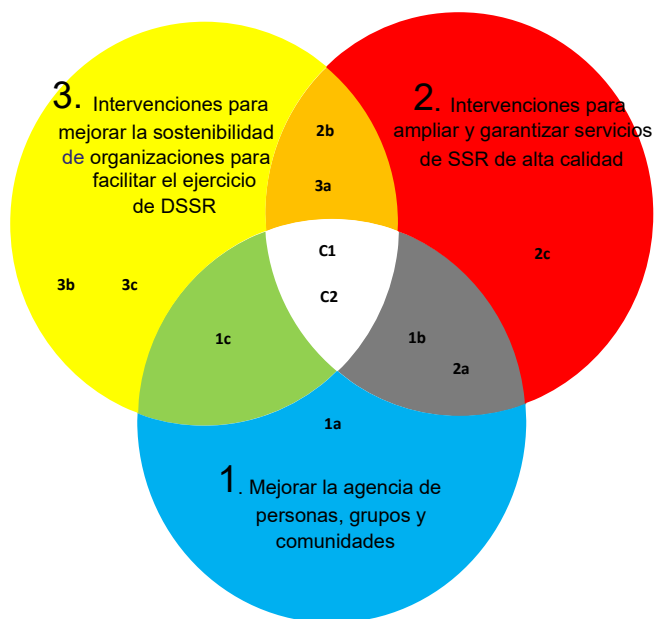 3. Intervenciones para
mejorar la sostenibilidad
de organizaciones para
facilitar el ejercicio
de DSSR
2. Intervenciones para
ampliar y garantizar servicios
de SSR de alta calidad
2b
3a
C1
C2
2c
3b
3c
1c
1b
2a
1a
1. Mejorar la agencia de
personas, grupos y
comunidades